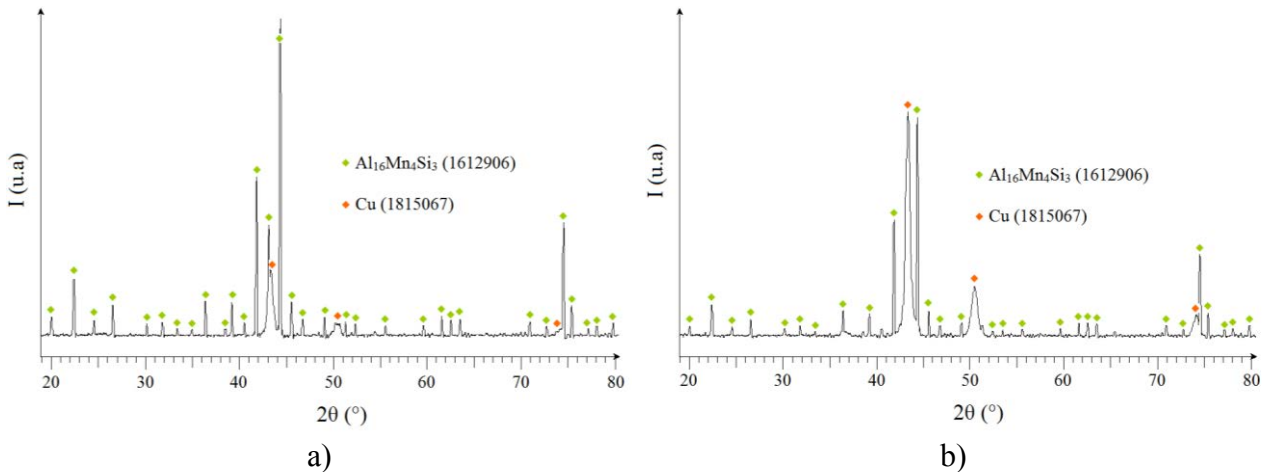 I (u.a)
Al₁₆Mn₄Si₃ (1612906)
Cu (1815067)
20 30 40 50 60 70 80
2θ (°)
a)
I (u.a)
Al₁₆Mn₄Si₃ (1612906)
Cu (1815067)
20 30 40 50 60 70 80
2θ (°)
b)